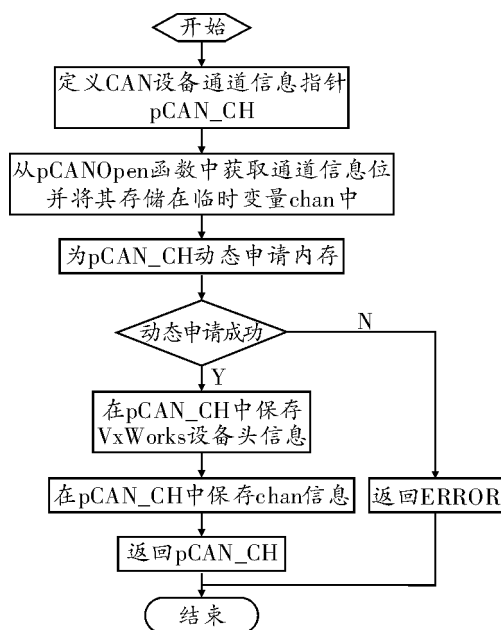 开始
定义CAN设备通道信息指针
pCAN_CH
从pCANOpen函数中获取通道信息位
并将其存储在临时变量chan中
为pCAN_CH动态申请内存
动态申请成功
N
Y
在pCAN_CH中保存
VxWorks设备头信息
在pCAN_CH中保存chan信息
返回ERROR
返回pCAN_CH
结束